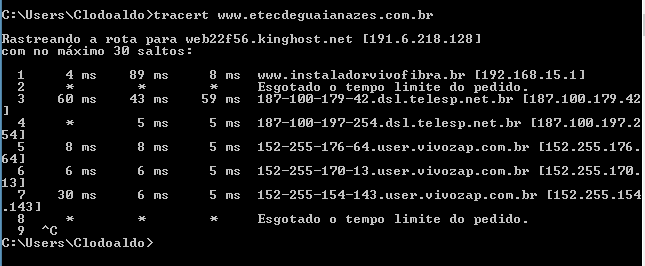 C:\Users\Clodoaldo>tracert www.etecdeguaianazes.com.br
Rastreando a rota para web22f56.kinghost.net [191.6.218.128]
com no máximo 30 saltos:
1 4 ms 89 ms 8 ms www.instaladorvivofibra.br [192.168.15.1]
2 * * * Esgotado o tempo limite do pedido.
3 60 ms 43 ms 59 ms 187-100-179-42.dsl.telesp.net.br [187.100.179.42
]
4 * 5 ms 5 ms 187-100-197-254.dsl.telesp.net.br [187.100.197.2
54]
5 8 ms 8 ms 5 ms 152-255-176-64.user.vivozap.com.br [152.255.176.
64]
6 6 ms 6 ms 5 ms 152-255-170-13.user.vivozap.com.br [152.255.170.
13]
7 30 ms 6 ms 5 ms 152-255-154-143.user.vivozap.com.br [152.255.154
.143]
8 * * * Esgotado o tempo limite do pedido.
9 ^C
C:\Users\Clodoaldo>